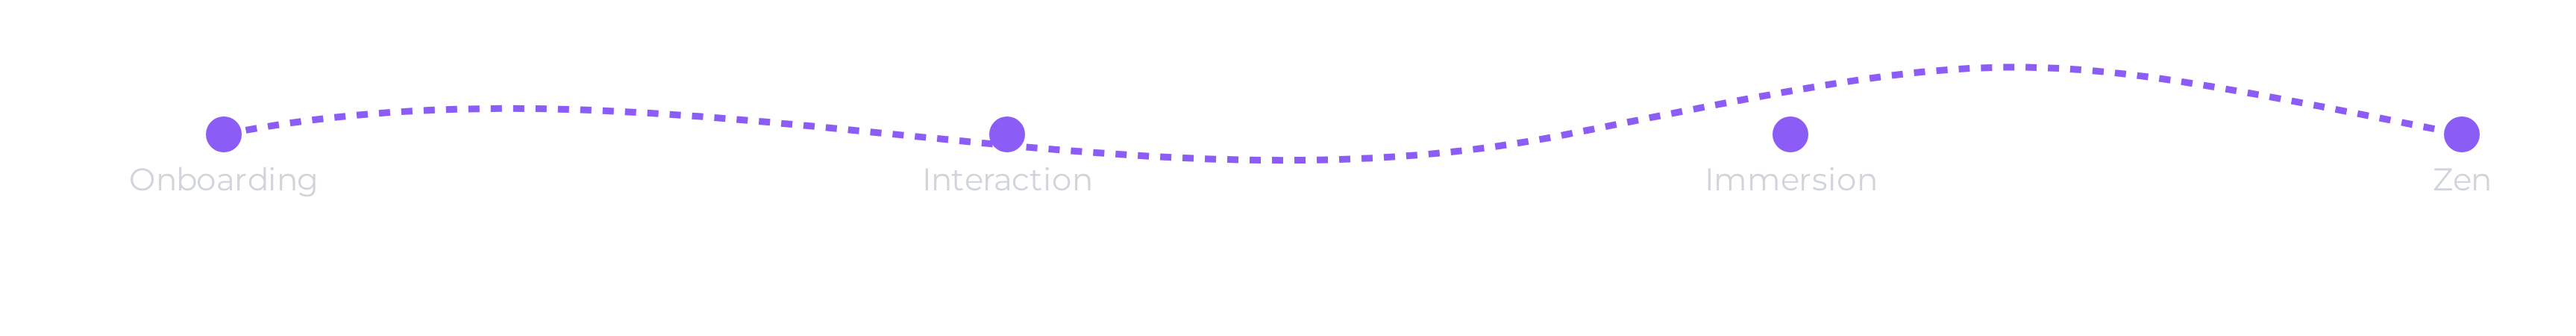 Onboarding
Interaction
Immersion
Zen